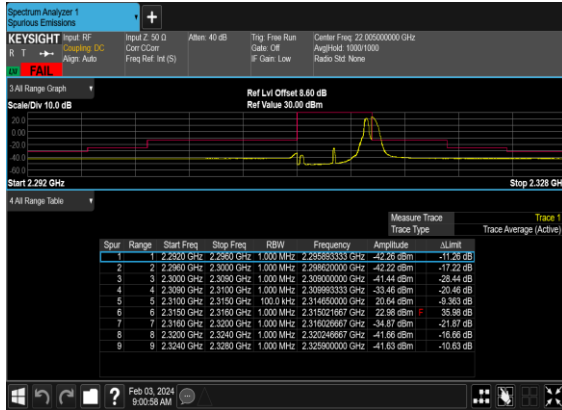 Spectrum Analyzer 1
Spurious Emissions
KEYSIGHT Input: RF Input Z: 50 Ω Atten: 40 dB Trig: Free Run Center Freq: 22.005000000 GHz
R T Coupling: DC Corr CCorr Gate: Off Avg|Hold: 1000/1000
Align: Auto Freq Ref: Int (S) IF Gain: Low Radio Std: None
LU FAIL
3 All Range Graph Ref Lvl Offset 8.60 dB
Scale/Div 10.0 dB Ref Value 30.00 dBm
20.0
0.00
-20.0
-40.0
-60.0
Start 2.292 GHz Stop 2.328 GH
4 All Range Table
Measure Trace Trace 1
Trace Type Trace Average (Active)
Spur Range Start Freq Stop Freq RBW Frequency Amplitude ΔLimit
1 1 2.2920 GHz 2.2960 GHz 1.000 MHz 2.295893333 GHz -42.26 dBm -11.26 dB
2 2 2.2960 GHz 2.3000 GHz 1.000 MHz 2.298620000 GHz -42.22 dBm -17.22 dB
3 3 2.3000 GHz 2.3090 GHz 1.000 MHz 2.309000000 GHz -41.44 dBm -28.44 dB
4 4 2.3090 GHz 2.3100 GHz 1.000 MHz 2.309993333 GHz -33.46 dBm -20.46 dB
5 5 2.3100 GHz 2.3150 GHz 100.0 kHz 2.314650000 GHz 20.64 dBm -9.363 dB
6 6 2.3150 GHz 2.3160 GHz 1.000 MHz 2.315021667 GHz 22.98 dBm F 35.98 dB
7 7 2.3160 GHz 2.3200 GHz 1.000 MHz 2.316026667 GHz -34.87 dBm -21.87 dB
8 8 2.3200 GHz 2.3240 GHz 1.000 MHz 2.320246667 GHz -41.66 dBm -16.66 dB
9 9 2.3240 GHz 2.3280 GHz 1.000 MHz 2.325900000 GHz -41.63 dBm -10.63 dB
Feb 03, 2024
9:00:58 AM